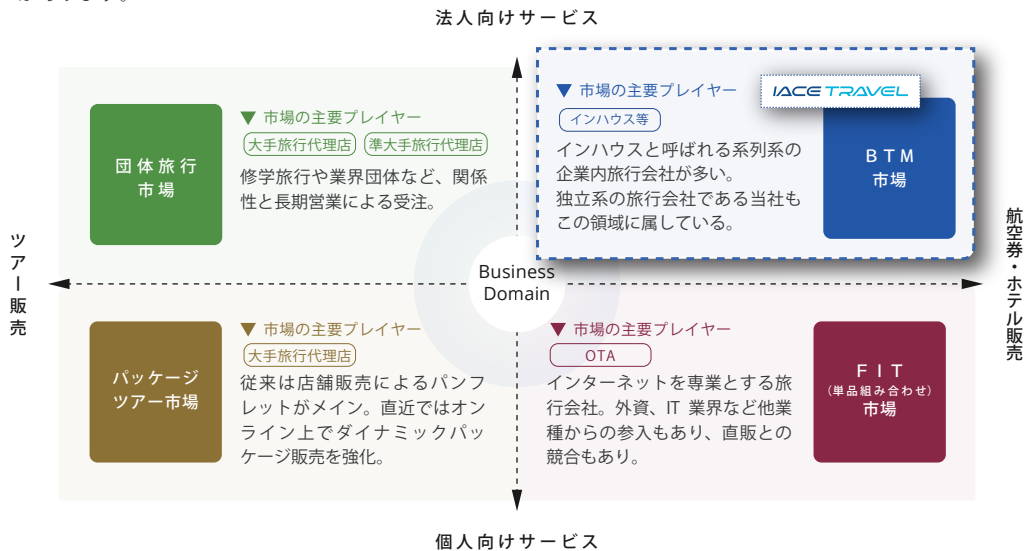 法人向けサービス
▼ 市場の主要プレイヤー
大手旅行代理店 準大手旅行代理店
団体旅行
市場
修学旅行や業界団体など、関係
性と長期営業による受注。
▼ 市場の主要プレイヤー
IACE TRAVEL
インハウス等
インハウスと呼ばれる系列系の
企業内旅行会社が多い。
独立系の旅行会社である当社も
この領域に属している。
BTM
市場
ツアー販売
Business
Domain
航空券・ホテル販売
▼ 市場の主要プレイヤー
大手旅行代理店
パッケージ
ツアー市場
従来は店舗販売によるパンフ
レットがメイン。直近ではオン
ライン上でダイナミックパッ
ケージ販売を強化。
▼ 市場の主要プレイヤー
OTA
インターネットを専業とする旅
行会社。外資、IT 業界など他業
種からの参入もあり、直販との
競合もあり。
FIT
(単品組み合わせ)
市場
個人向けサービス